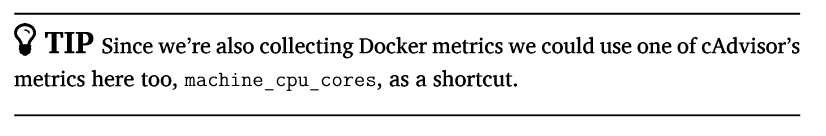 TIP Since we’re also collecting Docker metrics we could use one of cAdvisor’s
metrics here too, machine_cpu_cores, as a shortcut.